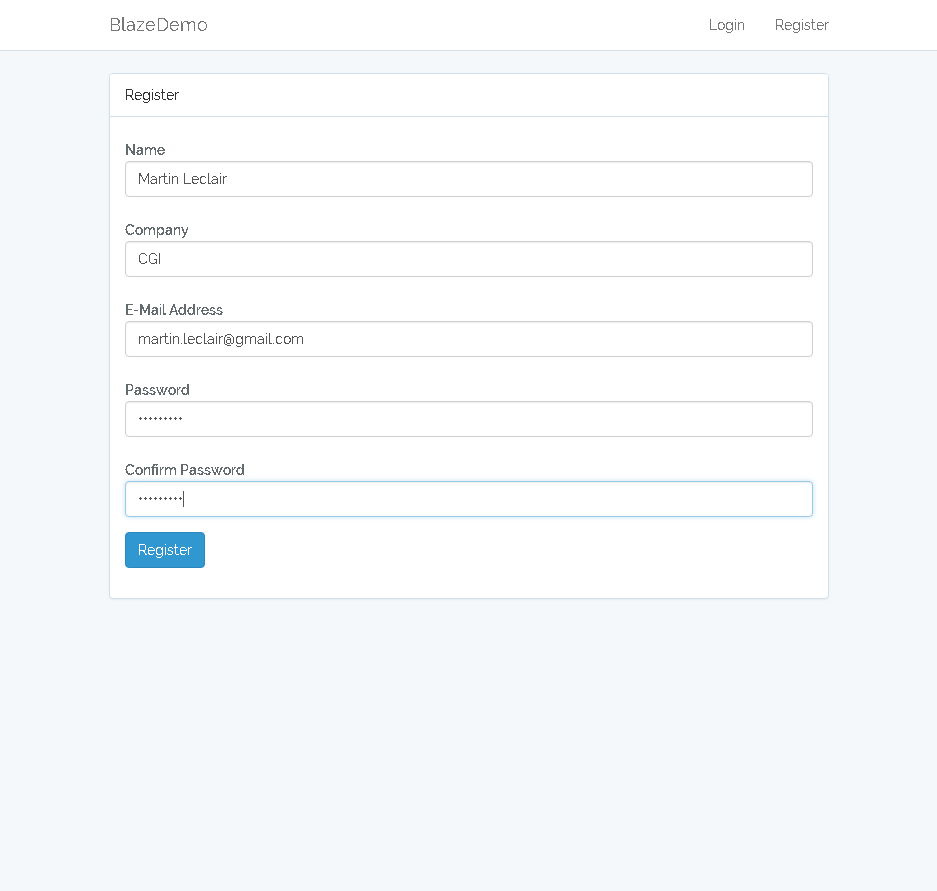 BlazeDemo
Login
Register
Register
Name
Martin Leclair
Company
CGI
E-Mail Address
martin.leclair@gmail.com
Password
•••••••••
Confirm Password
•••••••••
Register